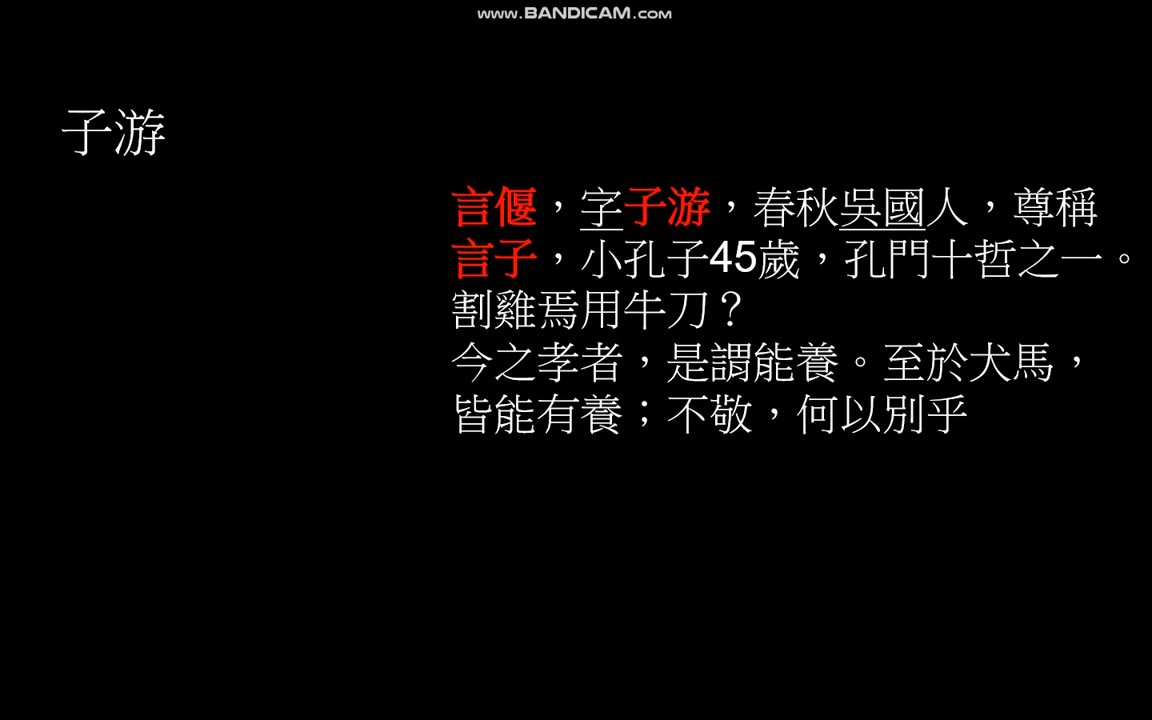 www.BANDICAM.com
子游
言偃，字子游，春秋吳國人，尊稱
言子，小孔子45歲，孔門十哲之一。
割雞焉用牛刀？
今之孝者，是謂能養。至於犬馬，
皆能有養；不敬，何以別乎